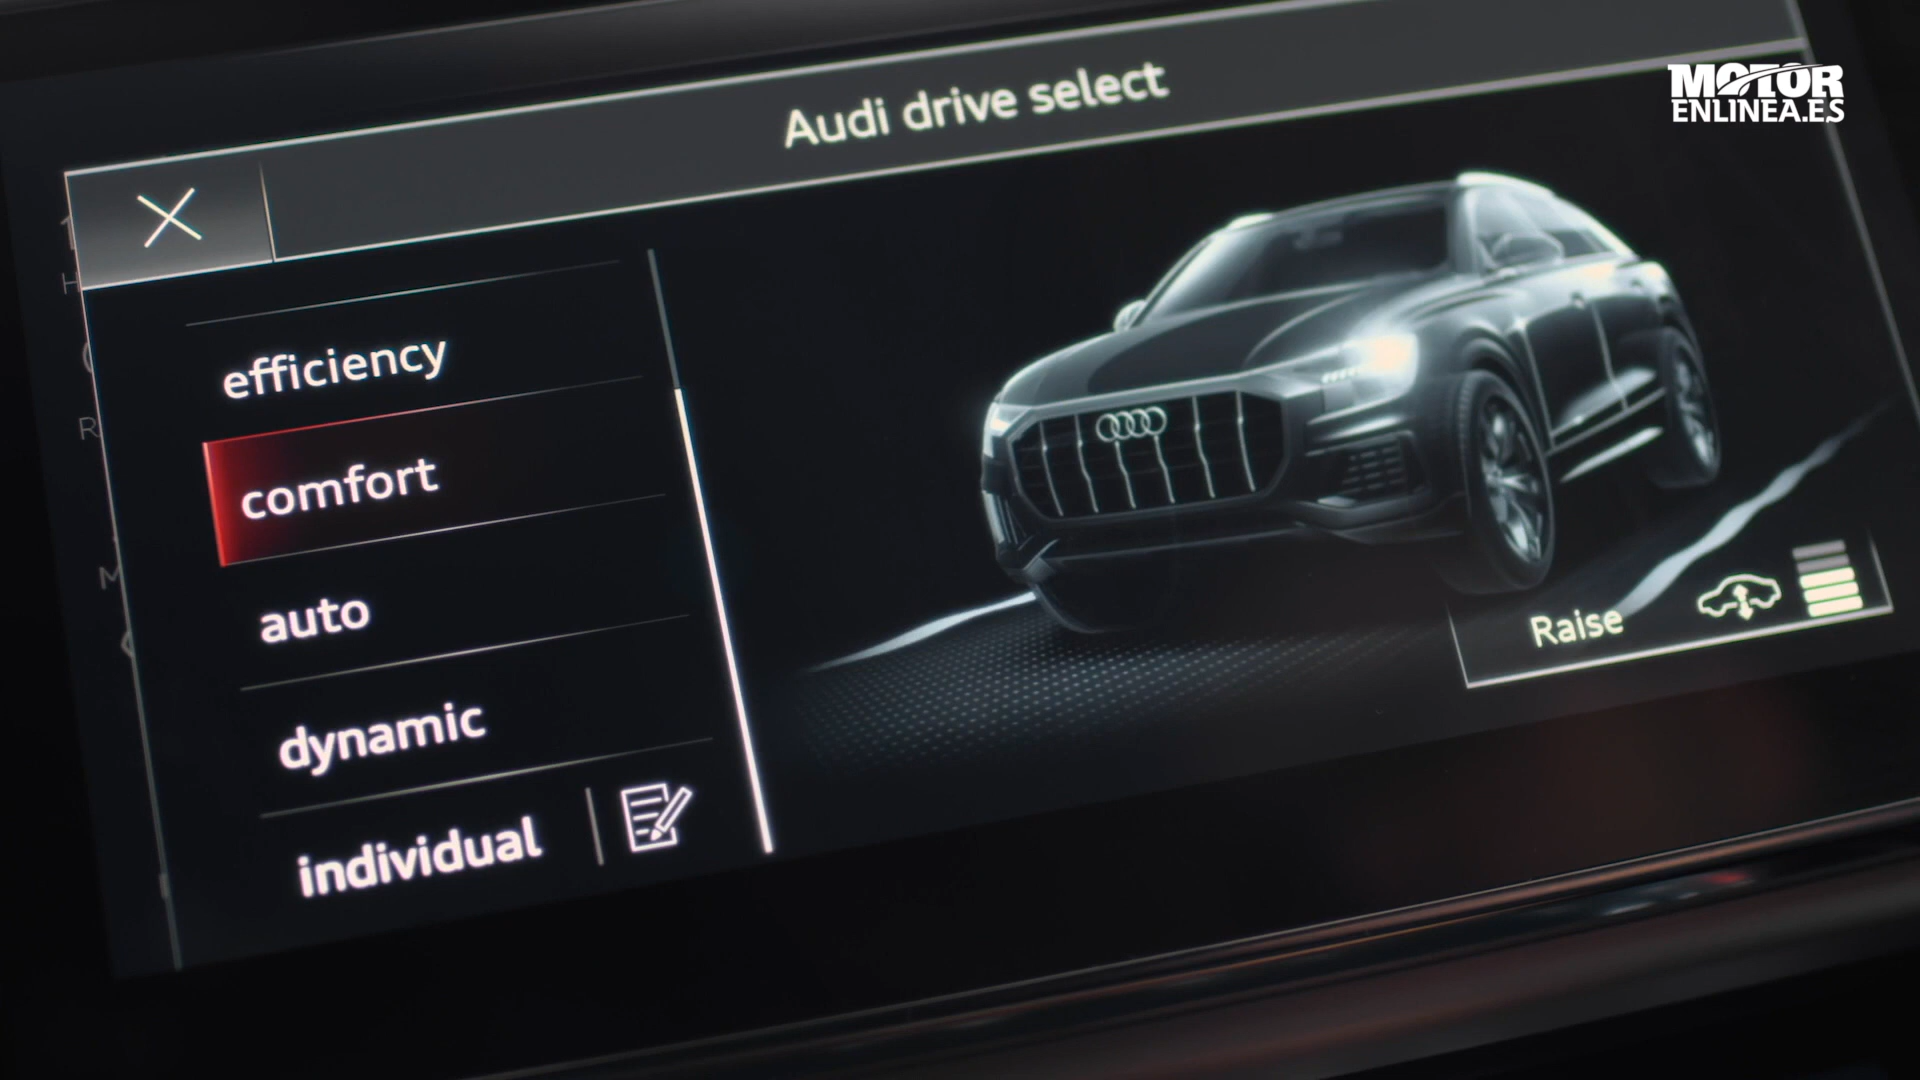 Audi drive select
MOTOR
ENLINEA.ES
efficiency
comfort
auto
dynamic
individual
Raise